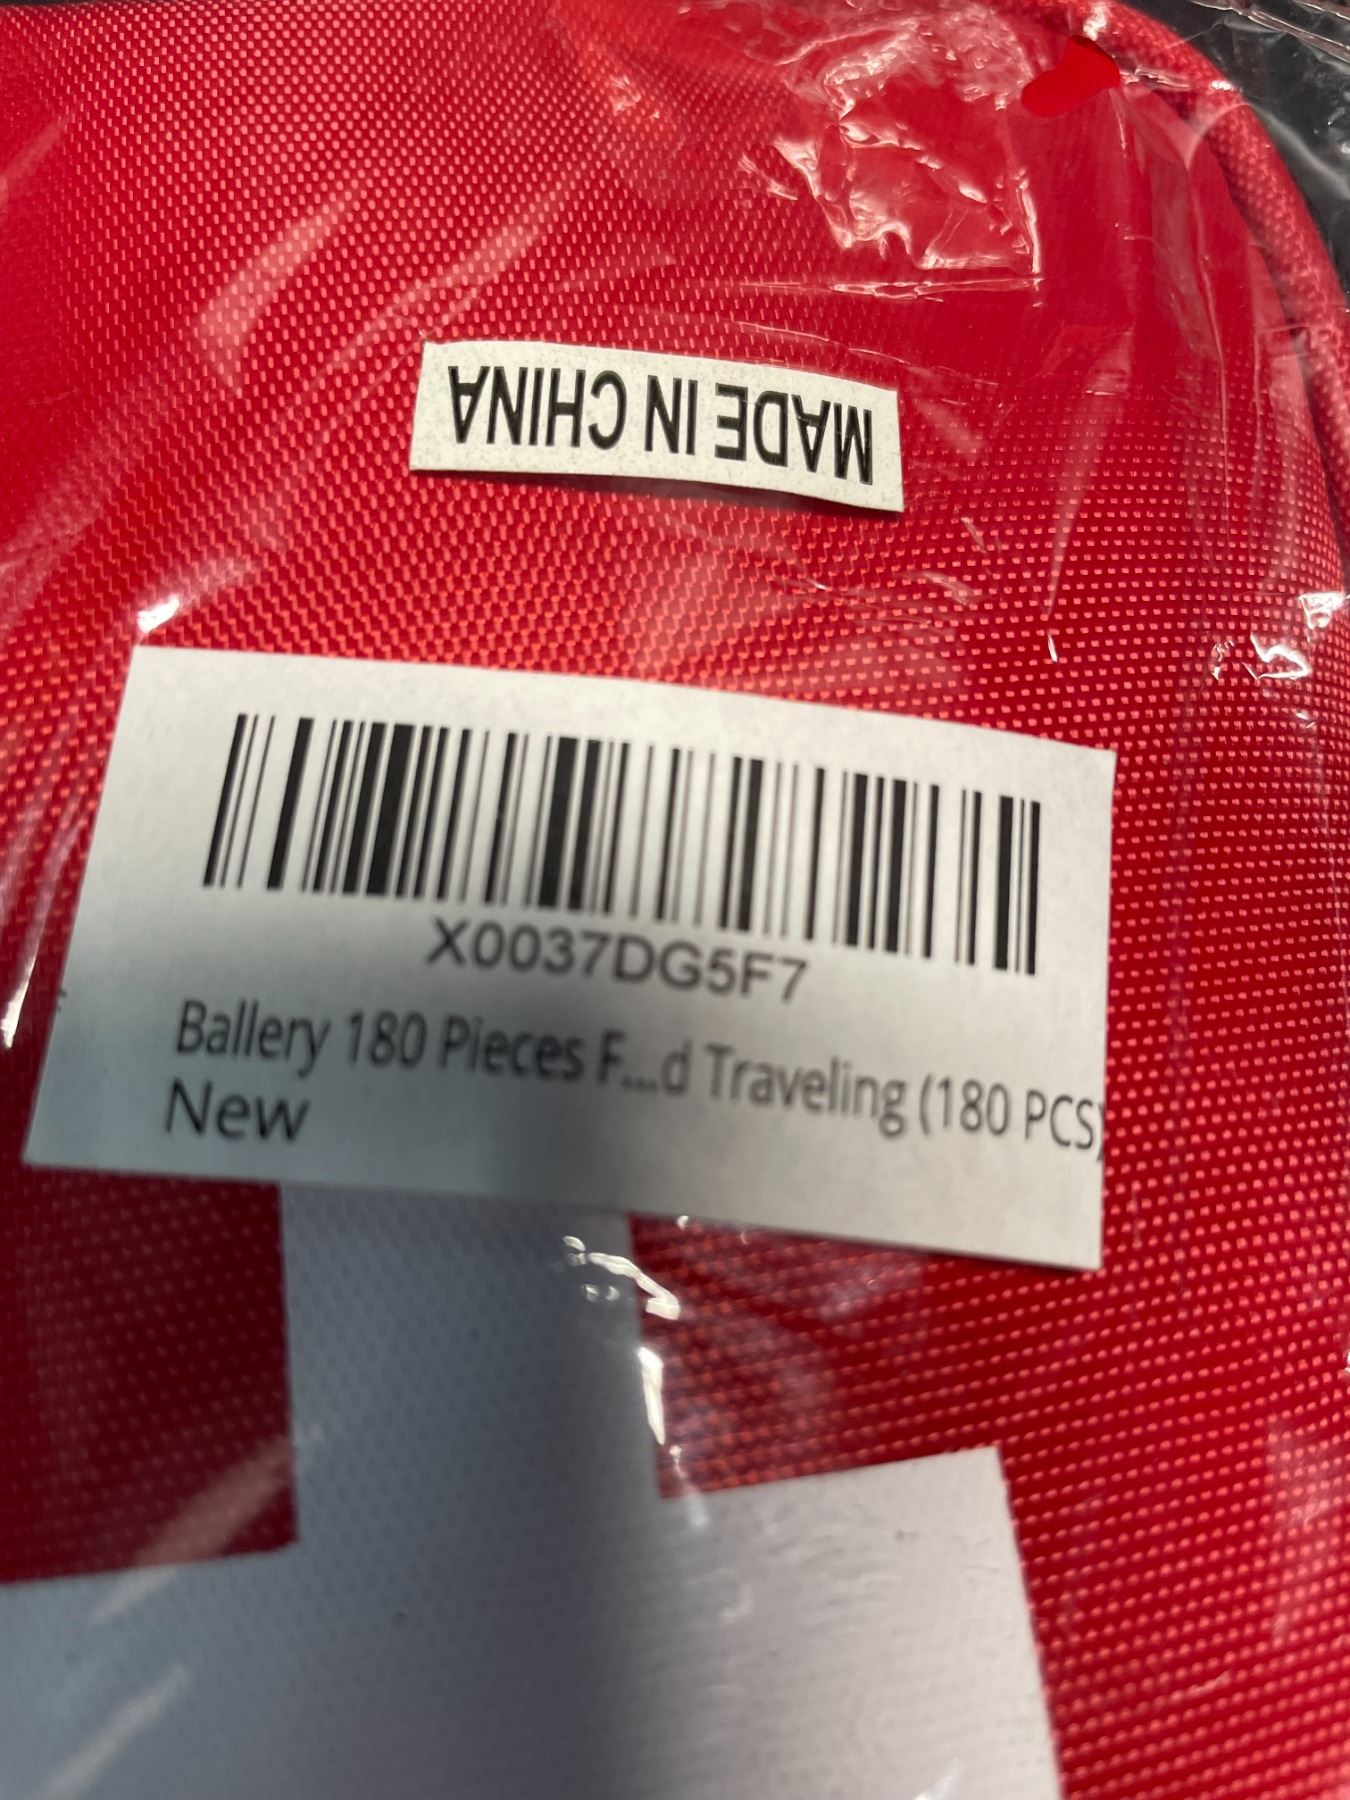 MADE IN CHINA
X0037DG5F7
Ballery 180 Pieces F...d Traveling (180 PCS)
New